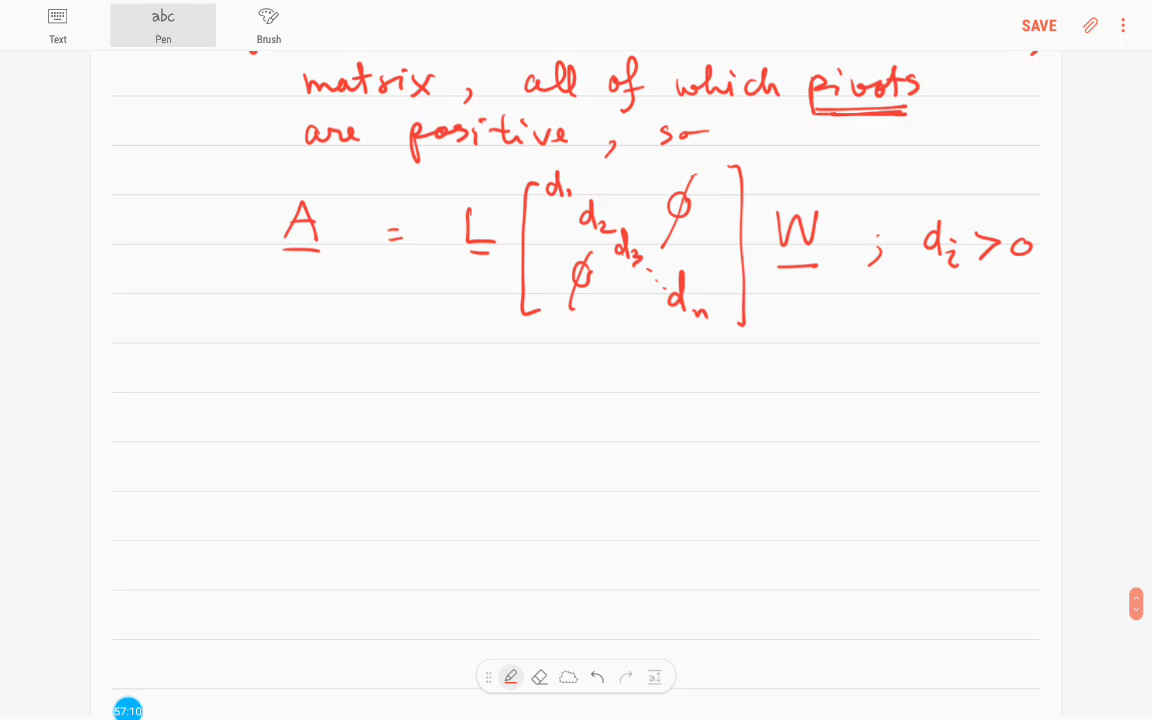 Text Pen Brush SAVE
matrix, all of which pivots
are positive, so
A = L [ d1 d2 d3 ⋱ dn ϕ ϕ ] W ; di > 0
57:10